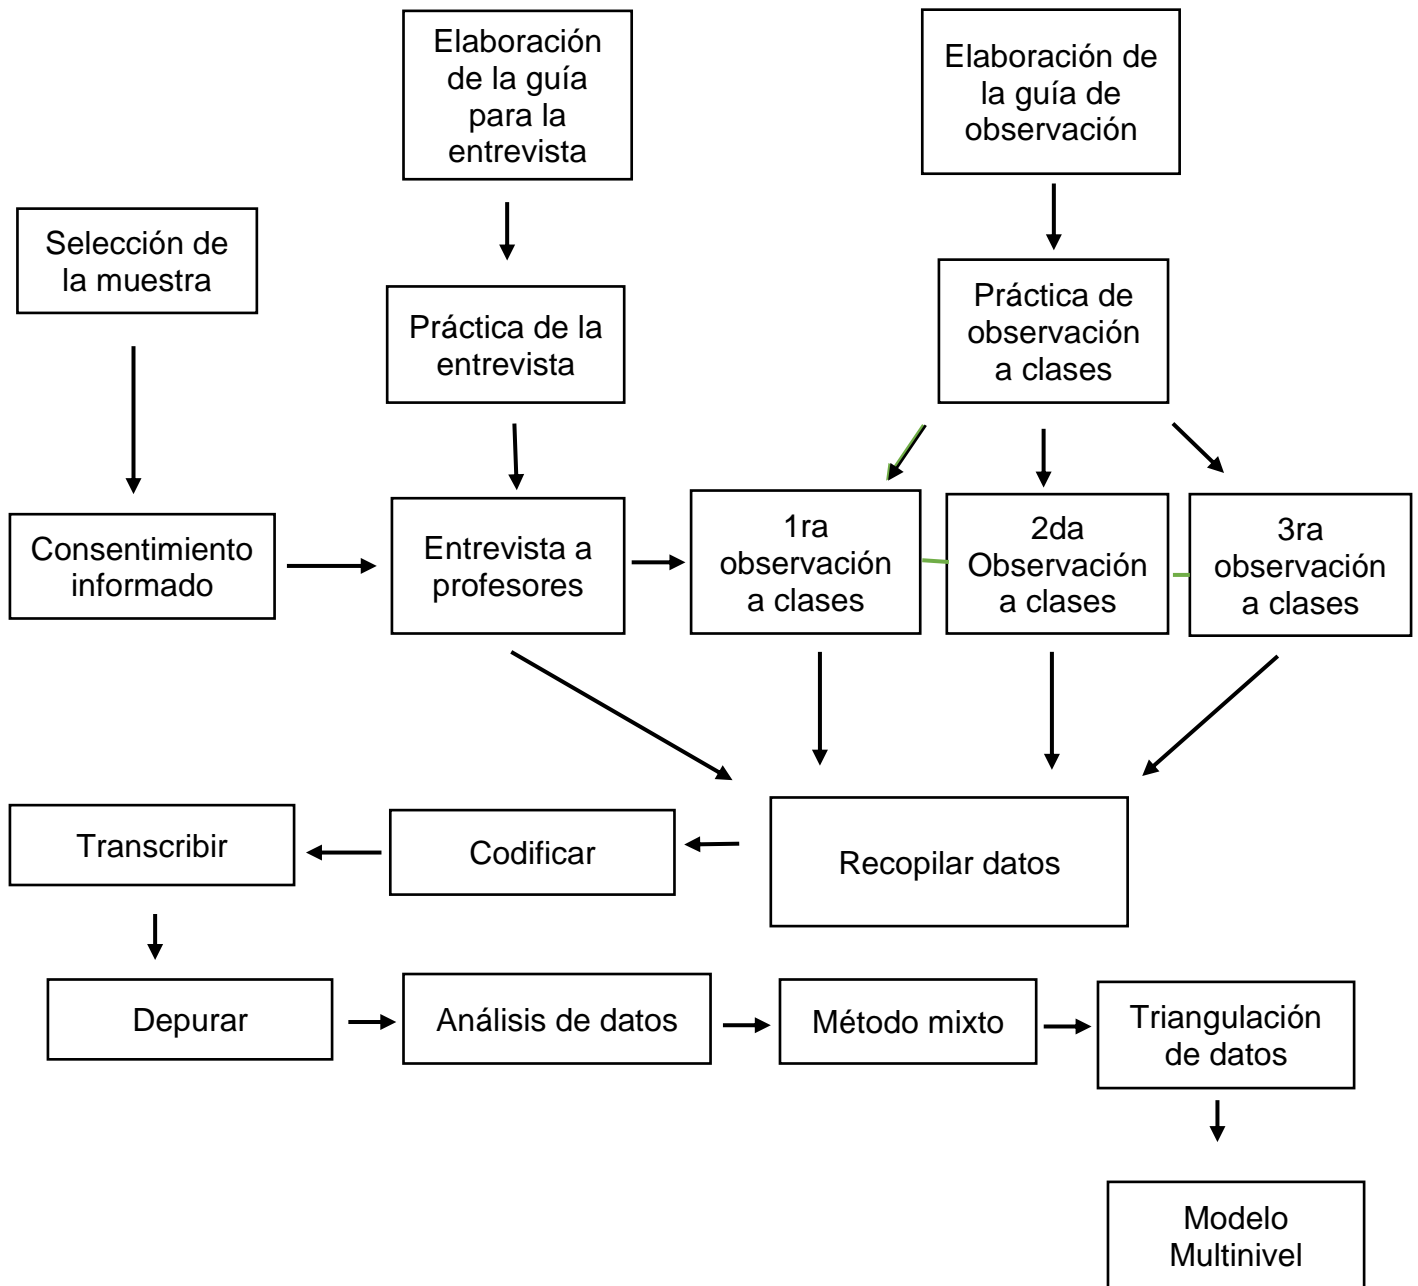 Elaboración
de la guía
para la
entrevista
Elaboración de
la guía de
observación
Selección de
la muestra
Práctica de la
entrevista
Práctica de
observación
a clases
Consentimiento
informado
Entrevista a
profesores
1ra
observación
a clases
2da
Observación
a clases
3ra
observación
a clases
Transcribir
Codificar
Recopilar datos
Depurar
Análisis de datos
Método mixto
Triangulación
de datos
Modelo
Multinivel